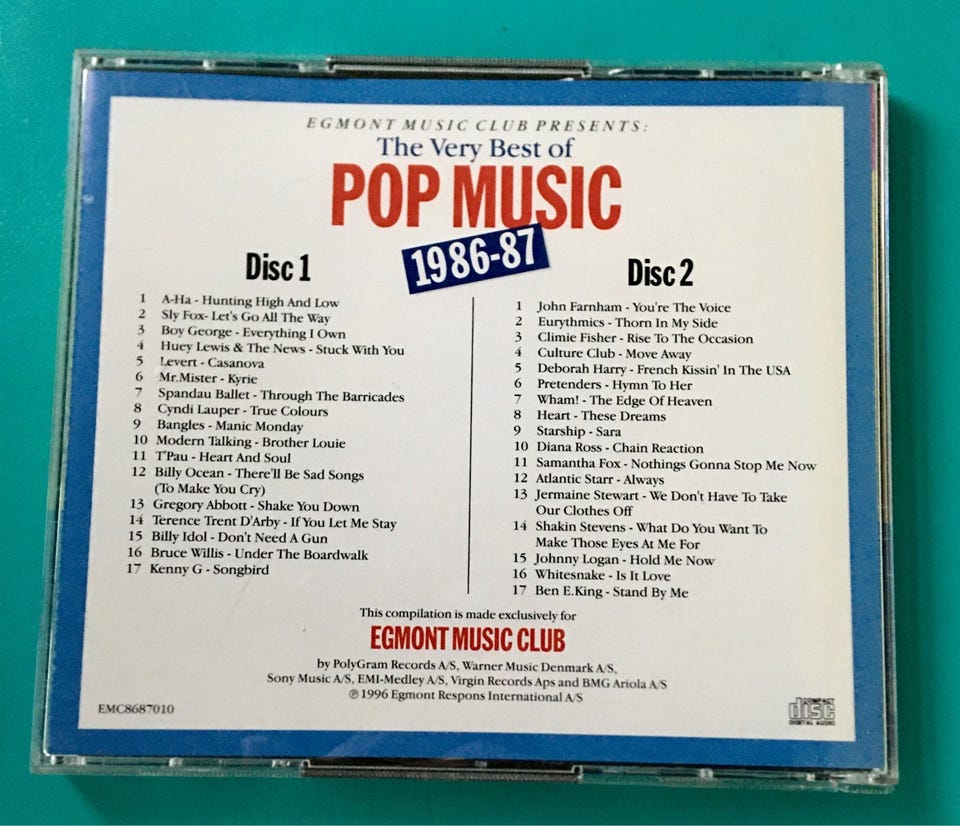 EGMONT MUSIC CLUB PRESENTS:
The Very Best of
POP MUSIC
1986-87
Disc 1
1 A-Ha - Hunting High And Low
2 Sly Fox- Let's Go All The Way
3 Boy George - Everything I Own
4 Huey Lewis & The News - Stuck With You
5 Levert - Casanova
6 Mr.Mister - Kyrie
7 Spandau Ballet - Through The Barricades
8 Cyndi Lauper - True Colours
9 Bangles - Manic Monday
10 Modern Talking - Brother Louie
11 T'Pau - Heart And Soul
12 Billy Ocean - There'll Be Sad Songs
(To Make You Cry)
13 Gregory Abbott - Shake You Down
14 Terence Trent D'Arby - If You Let Me Stay
15 Billy Idol - Don't Need A Gun
16 Bruce Willis - Under The Boardwalk
17 Kenny G - Songbird
Disc 2
1 John Farnham - You're The Voice
2 Eurythmics - Thorn In My Side
3 Climie Fisher - Rise To The Occasion
4 Culture Club - Move Away
5 Deborah Harry - French Kissin' In The USA
6 Pretenders - Hymn To Her
7 Wham! - The Edge Of Heaven
8 Heart - These Dreams
9 Starship - Sara
10 Diana Ross - Chain Reaction
11 Samantha Fox - Nothings Gonna Stop Me Now
12 Atlantic Starr - Always
13 Jermaine Stewart - We Don't Have To Take
Our Clothes Off
14 Shakin Stevens - What Do You Want To
Make Those Eyes At Me For
15 Johnny Logan - Hold Me Now
16 Whitesnake - Is It Love
17 Ben E.King - Stand By Me
This compilation is made exclusively for
EGMONT MUSIC CLUB
by PolyGram Records A/S, Warner Music Denmark A/S,
Sony Music A/S, EMI-Medley A/S, Virgin Records Aps and BMG Ariola A/S
℗ 1996 Egmont Respons International A/S
EMC8687010
COMPACT
disc
DIGITAL AUDIO